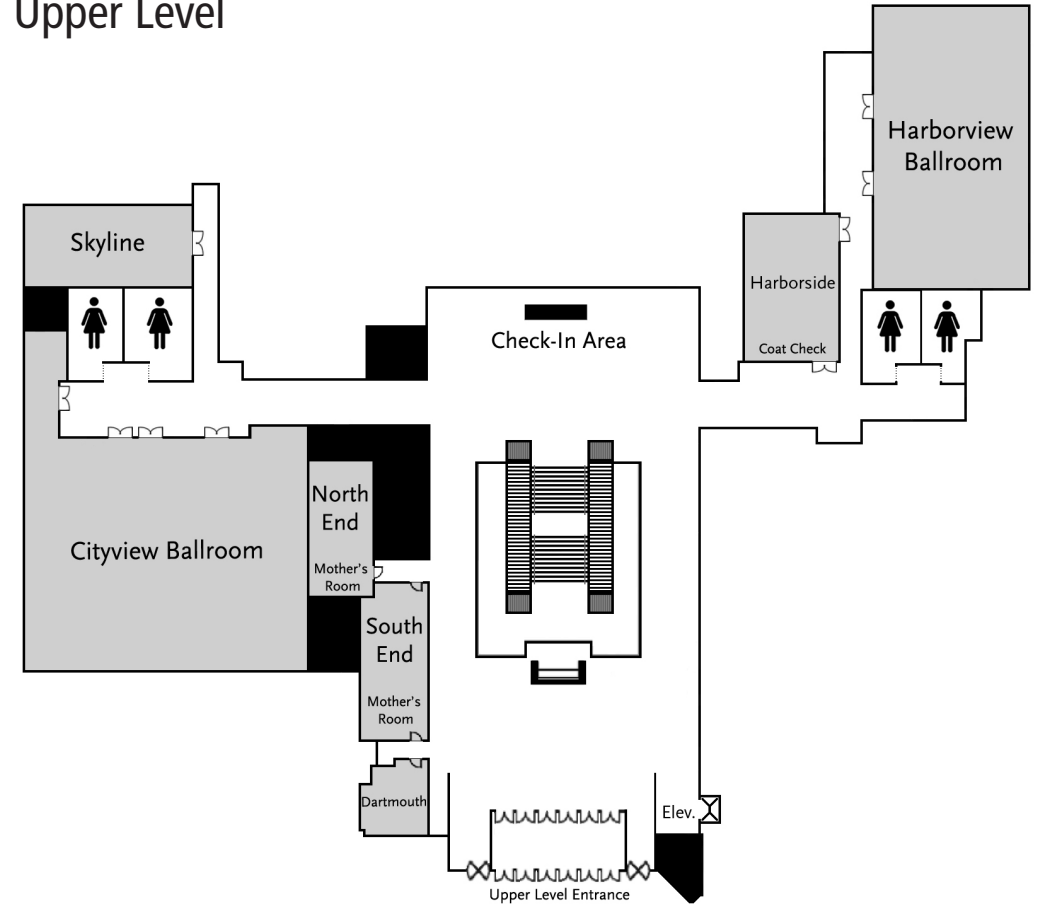 Upper Level
Harborview
Ballroom
Skyline
Harborside
Coat Check
Check-In Area
North
End
Mother's
Room
Cityview Ballroom
South
End
Mother's
Room
Dartmouth
Elev.
Upper Level Entrance